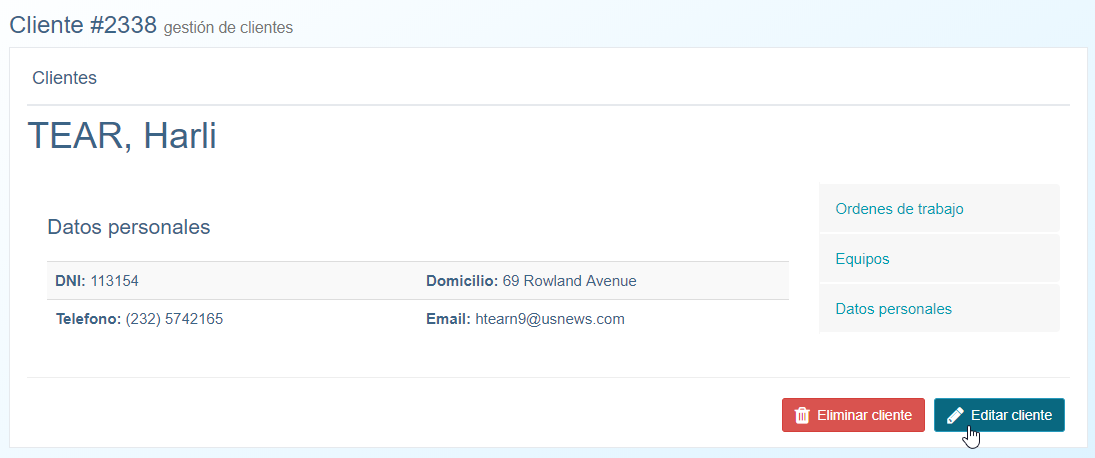 Cliente #2338 gestión de clientes
Clientes
TEAR, Harli
Datos personales
DNI: 113154 Domicilio: 69 Rowland Avenue
Telefono: (232) 5742165 Email: htearn9@usnews.com
Ordenes de trabajo
Equipos
Datos personales
Eliminar cliente Editar cliente